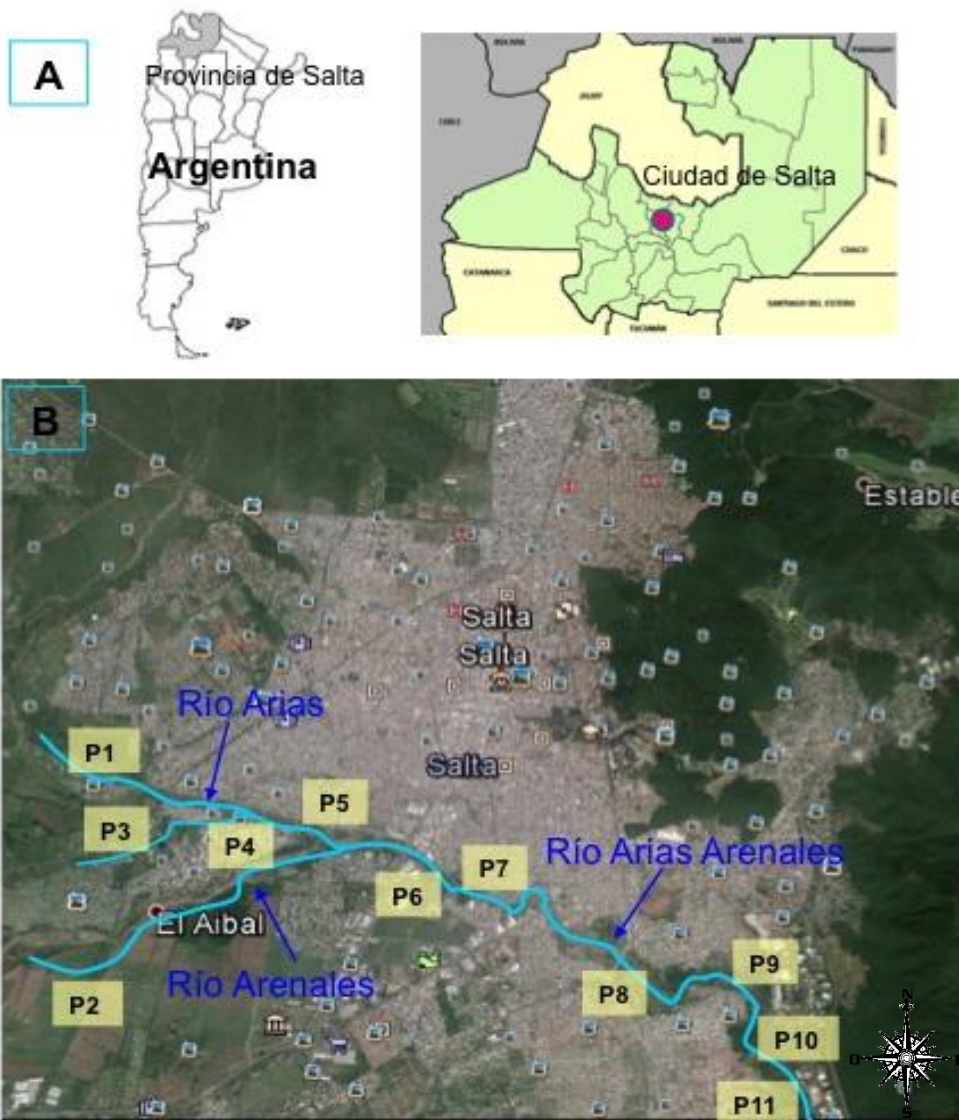 A
Provincia de Salta
Argentina
BOLIVIA
BOLIVIA
PARAGUAY
JUJUY
CHILE
Ciudad de Salta
FORMOSA
CHACO
CATAMARCA
SANTIAGO DEL ESTERO
TUCUMÁN
B
Estable
Salta
Salta
Río Arias
Salta
P1
P5
P3
P4
P7
Río Arias Arenales
P6
El Aibal
P9
Río Arenales
P8
P2
N
P10
O
P11